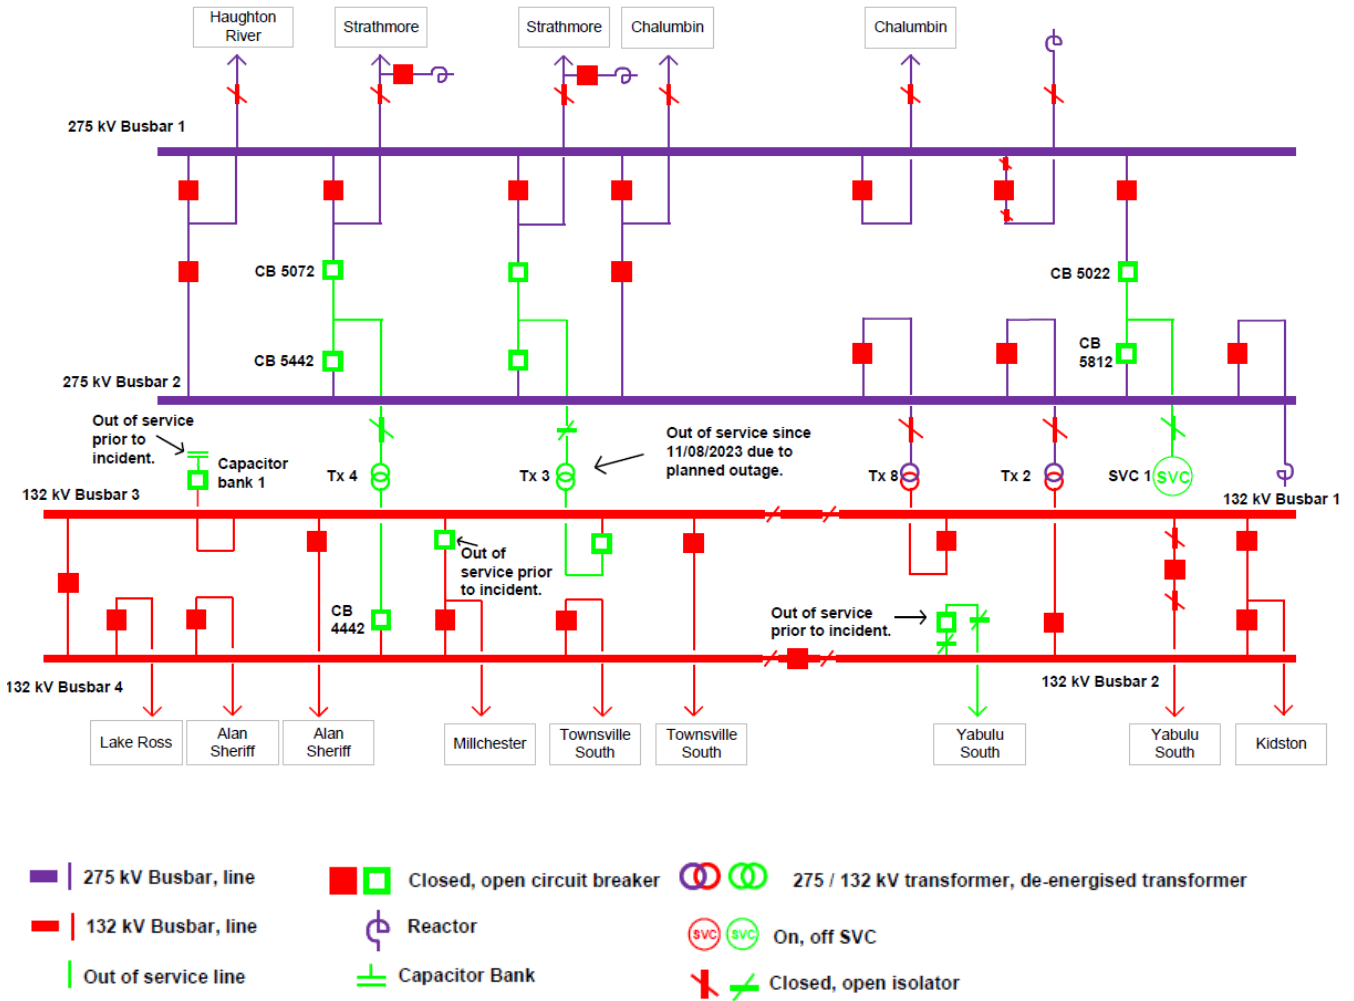 Haughton
River
Strathmore
Strathmore
Chalumbin
Chalumbin
275 kV Busbar 1
CB 5072
CB 5022
CB 5442
CB
5812
275 kV Busbar 2
Out of service
prior to
incident.
Out of service since
11/08/2023 due to
planned outage.
Capacitor
bank 1
Tx 4
Tx 3
Tx 8
Tx 2
SVC 1
SVC
132 kV Busbar 3
132 kV Busbar 1
Out of
service prior
to incident.
CB
4442
Out of service
prior to incident.
132 kV Busbar 4
132 kV Busbar 2
Lake Ross
Alan
Sheriff
Alan
Sheriff
Millchester
Townsville
South
Townsville
South
Yabulu
South
Yabulu
South
Kidston
275 kV Busbar, line
Closed, open circuit breaker
275 / 132 kV transformer, de-energised transformer
132 kV Busbar, line
Reactor
SVC
SVC
On, off SVC
Out of service line
Capacitor Bank
Closed, open isolator